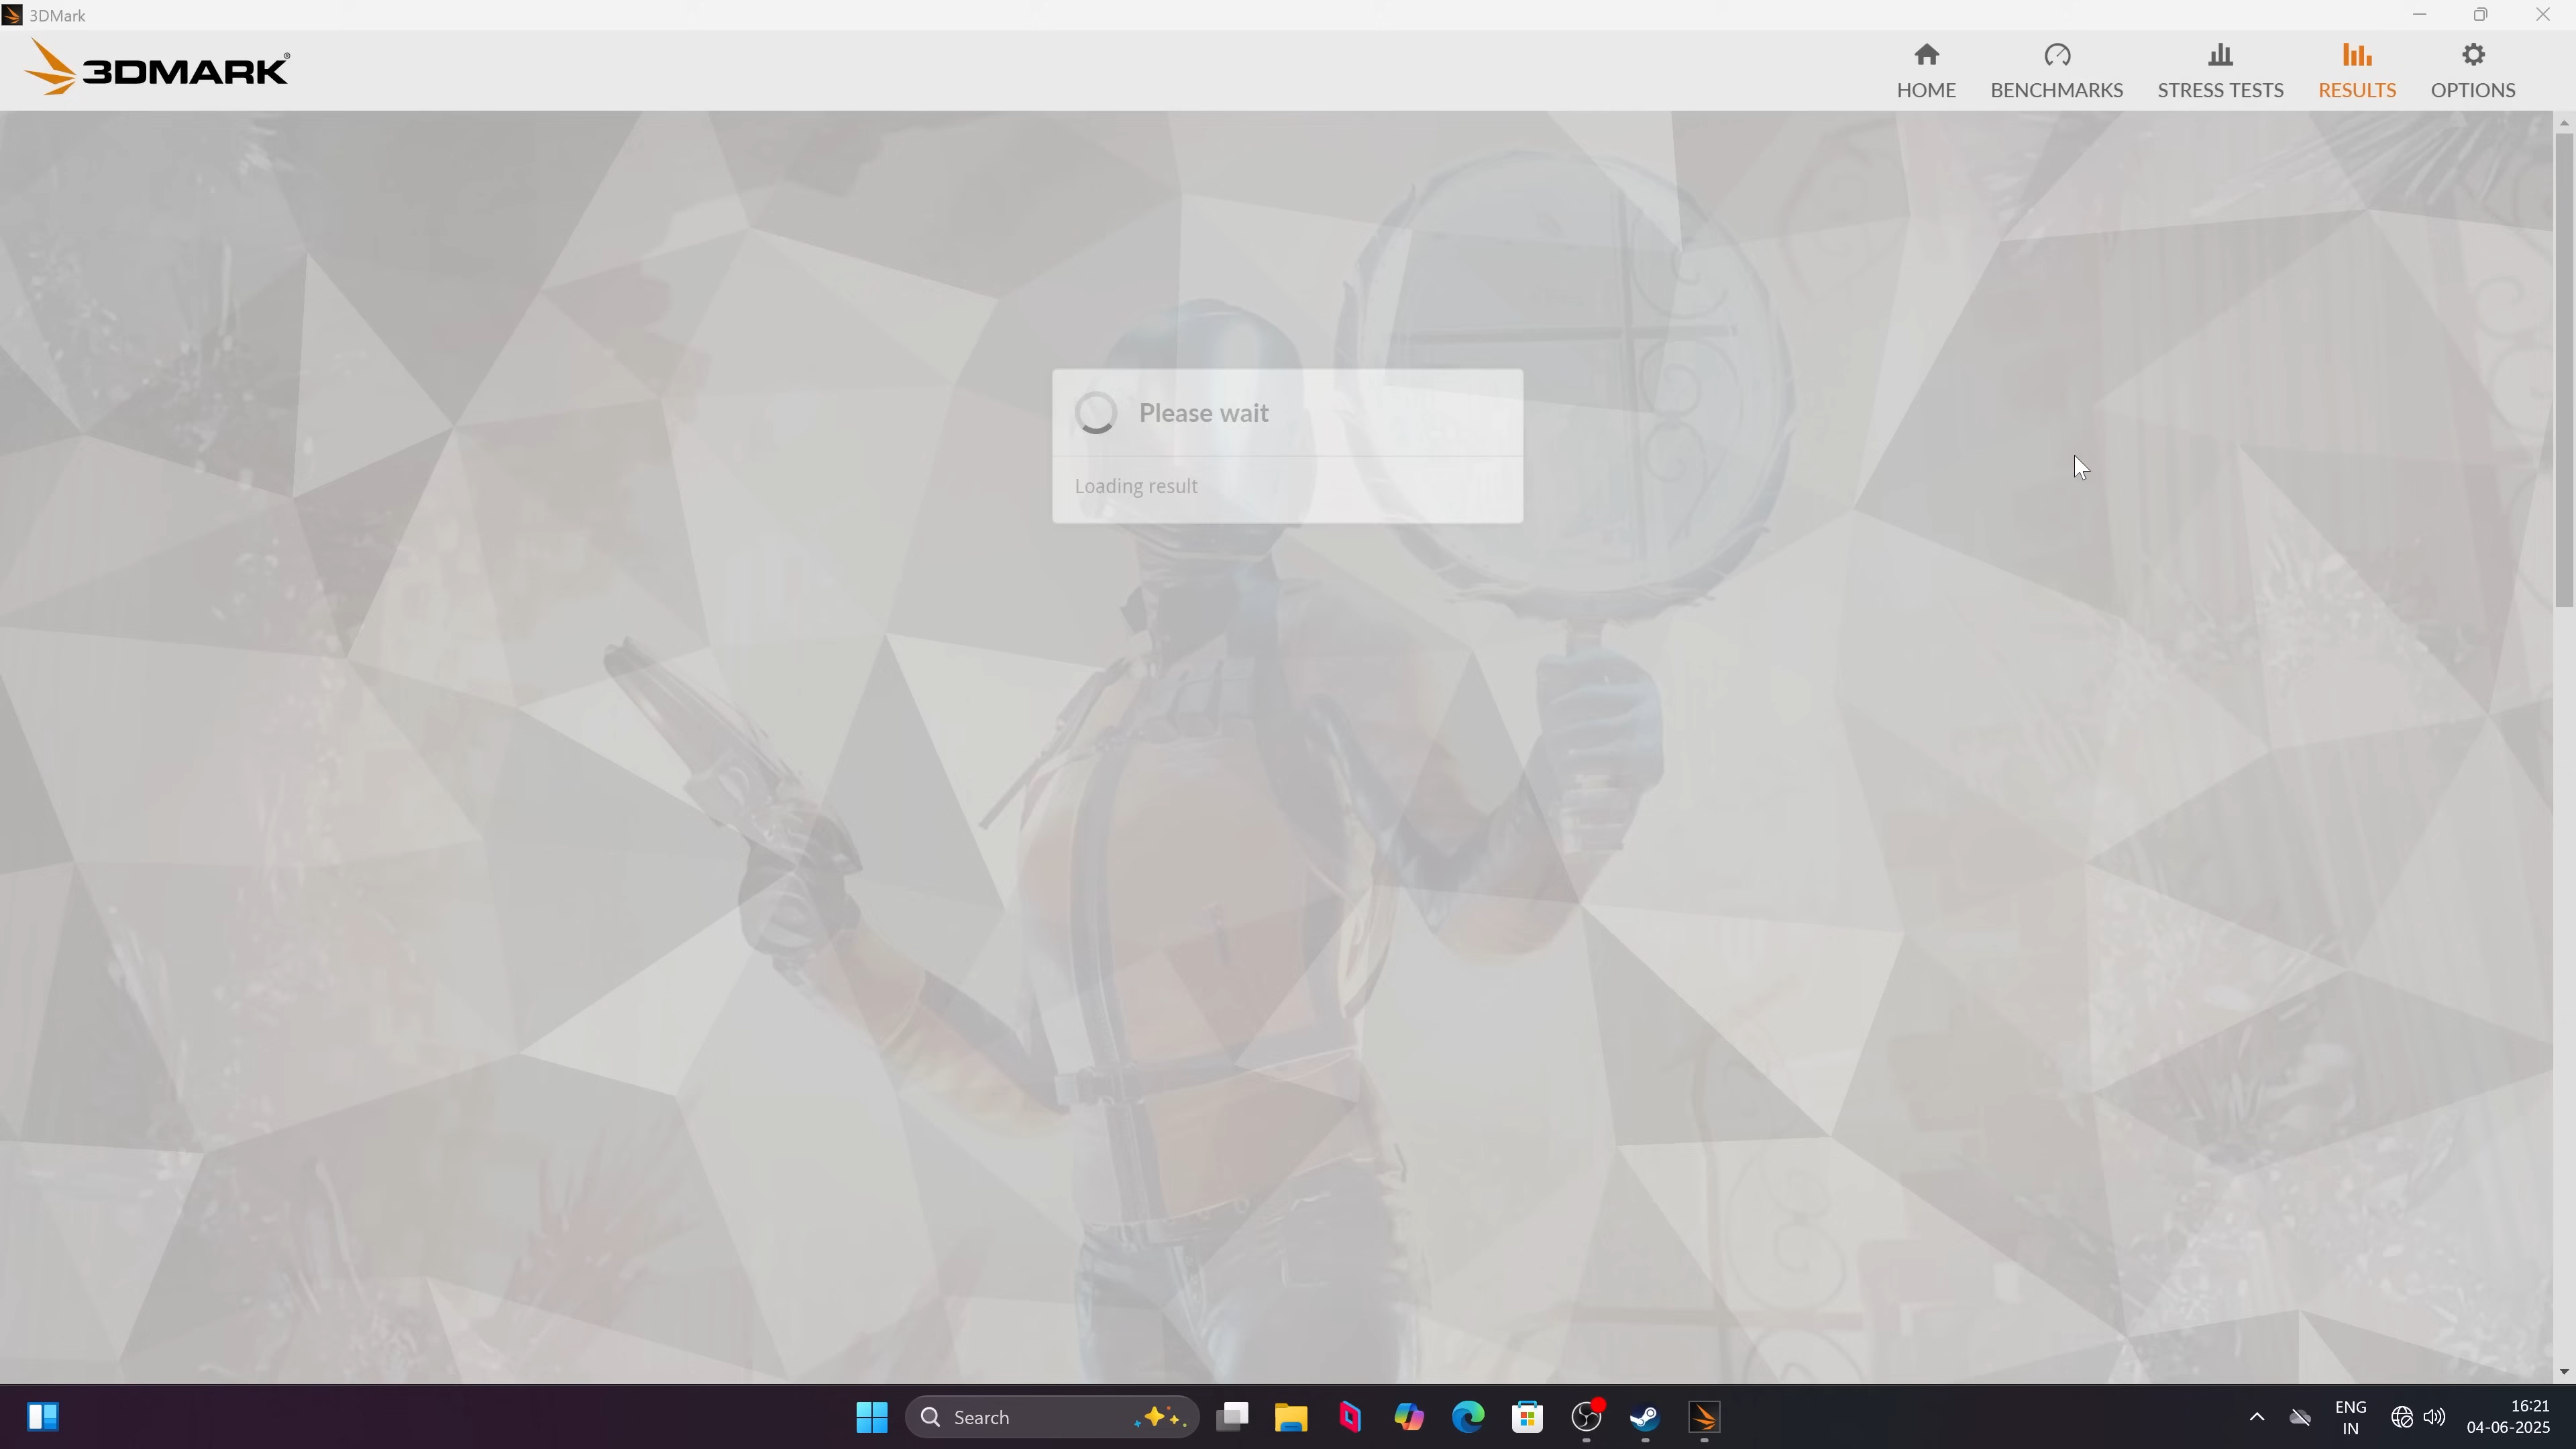 3DMark
3DMARK®
HOME
BENCHMARKS
STRESS TESTS
RESULTS
OPTIONS
Please wait
Loading result
Search
ENG
IN
16:21
04-06-2025